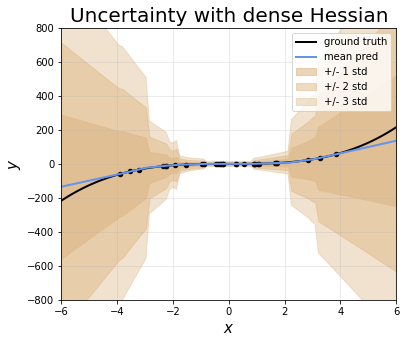 Uncertainty with dense Hessian
ground truth
mean pred
+/- 1 std
+/- 2 std
+/- 3 std
800
600
400
200
0
−200
−400
−600
−800
y
−6 −4 −2 0 2 4 6
x